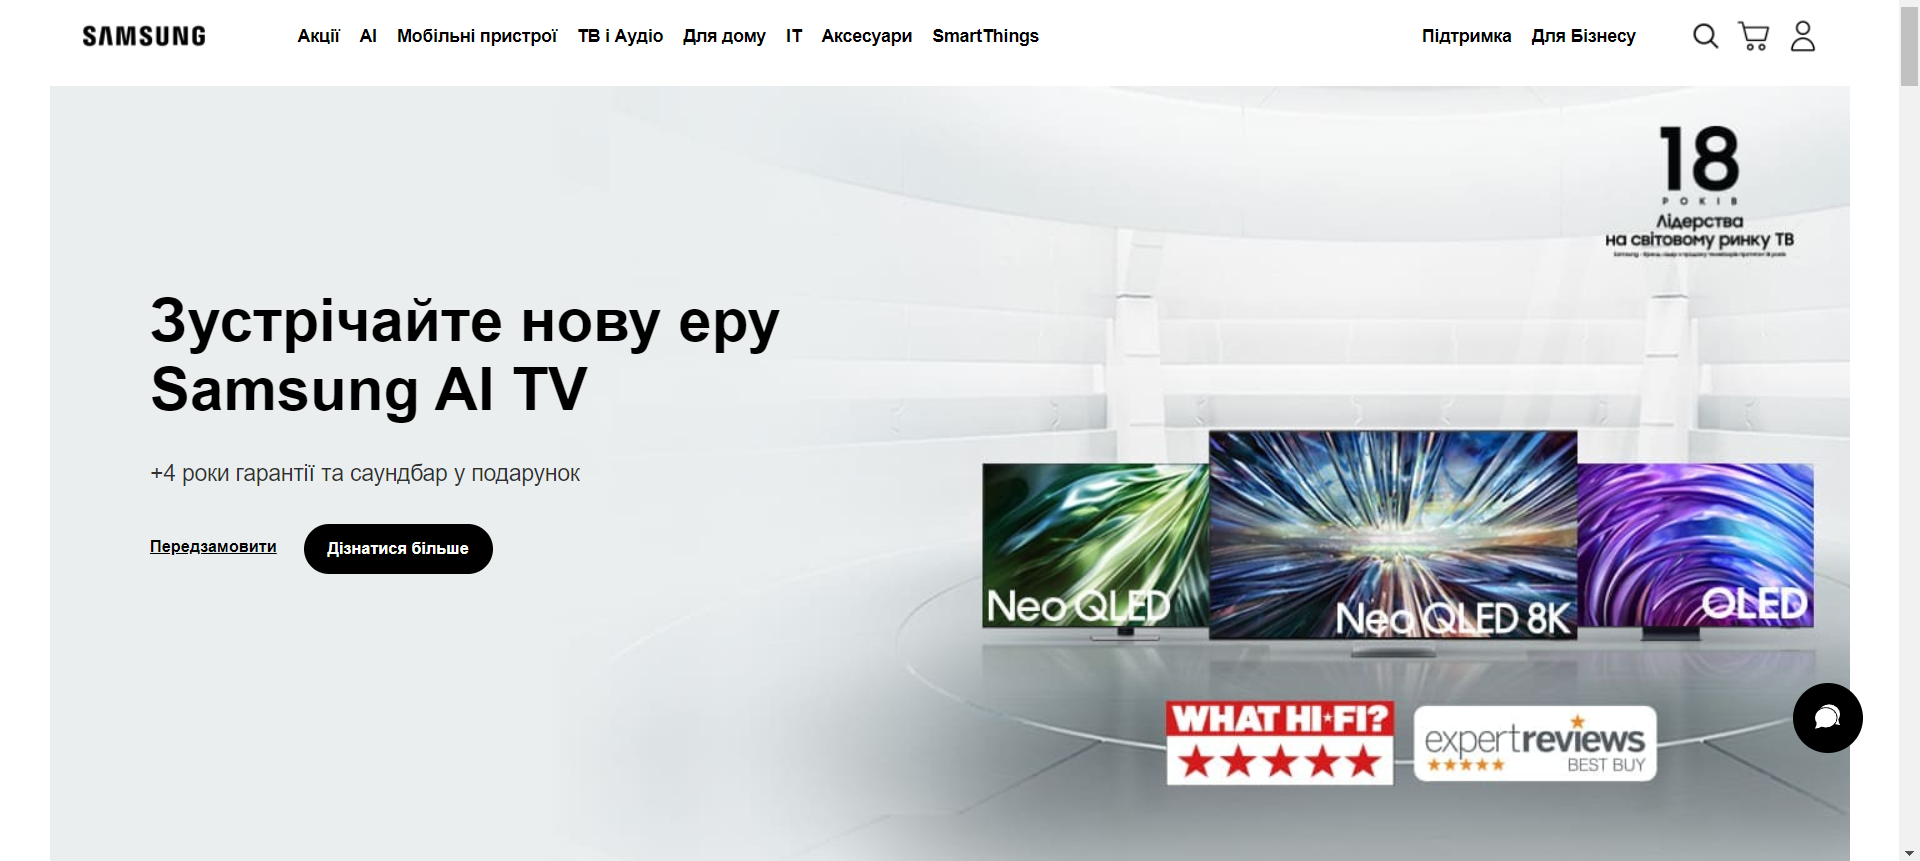 SAMSUNG
Акції AI Мобільні пристрої ТВ і Аудіо Для дому IT Аксесуари SmartThings
Підтримка Для Бізнесу
18
РОКІВ
Лідерства
на світовому ринку ТВ
Зустрічайте нову еру
Samsung AI TV
+4 роки гарантії та саундбар у подарунок
Передзамовити
Дізнатися більше
Neo QLED
Neo QLED 8K
OLED
WHAT HI-FI?
expertreviews
BEST BUY